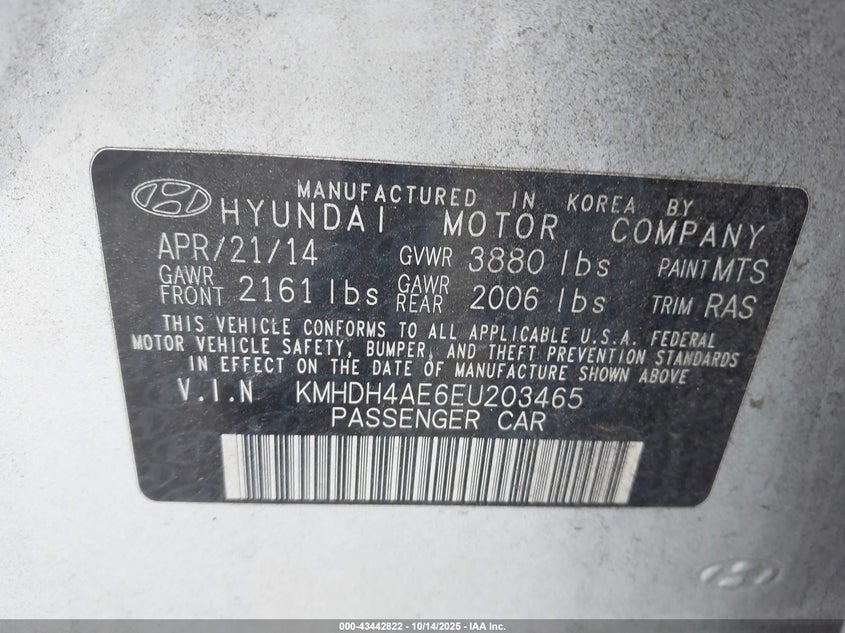 MANUFACTURED IN KOREA BY
HYUNDAI MOTOR COMPANY
APR/21/14 GVWR 3880 lbs PAINT MTS
GAWR FRONT 2161 lbs GAWR REAR 2006 lbs TRIM RAS
THIS VEHICLE CONFORMS TO ALL APPLICABLE U.S.A. FEDERAL
MOTOR VEHICLE SAFETY, BUMPER, AND THEFT PREVENTION STANDARDS
IN EFFECT ON THE DATE OF MANUFACTURE SHOWN ABOVE
V.I.N KMHDH4AE6EU203465
PASSENGER CAR
000-43442822 - 10/14/2025 - IAA Inc.